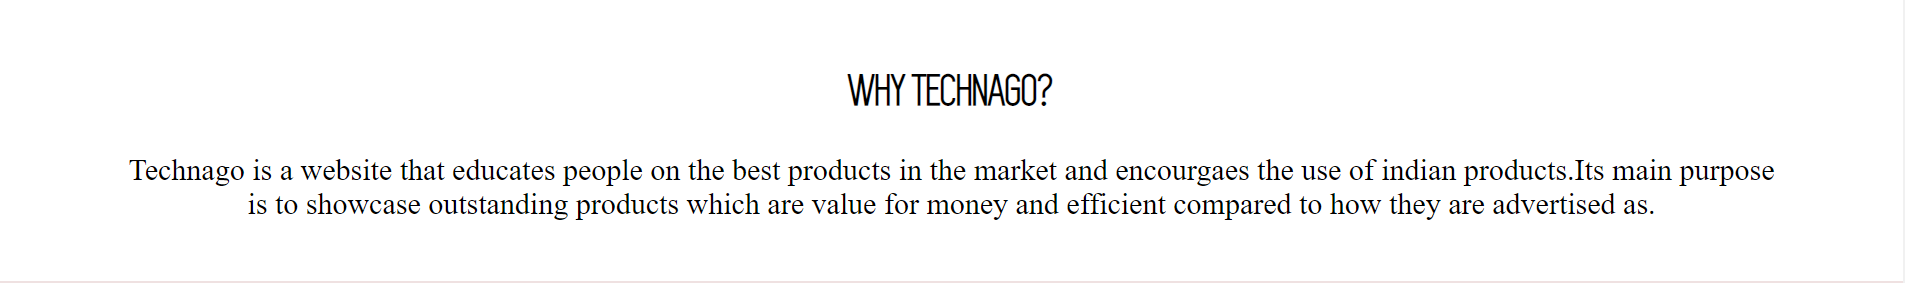 WHY TECHNAGO?
Technago is a website that educates people on the best products in the market and encourgaes the use of indian products.Its main purpose
is to showcase outstanding products which are value for money and efficient compared to how they are advertised as.